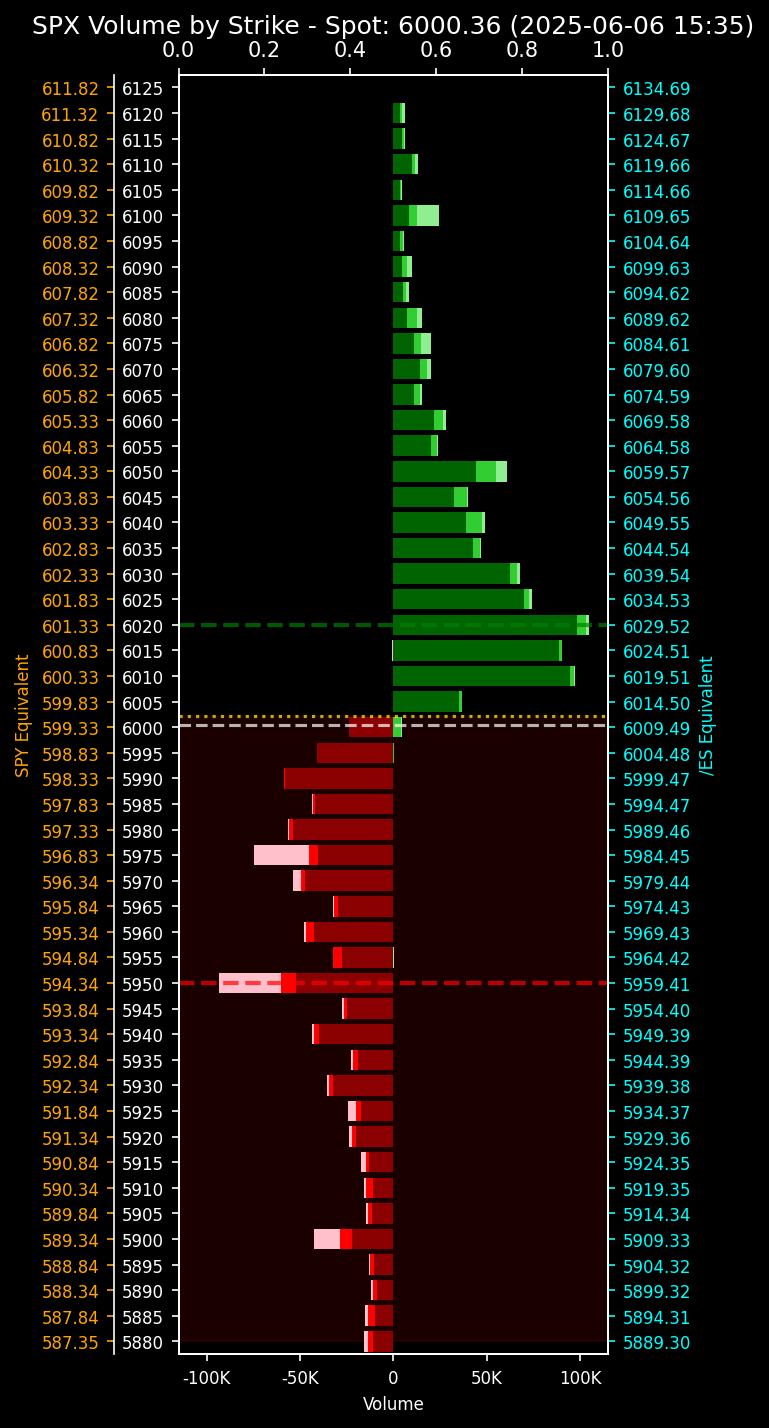 SPX Volume by Strike - Spot: 6000.36 (2025-06-06 15:35)
0.0 0.2 0.4 0.6 0.8 1.0
611.82 6125 6134.69
611.32 6120 6129.68
610.82 6115 6124.67
610.32 6110 6119.66
609.82 6105 6114.66
609.32 6100 6109.65
608.82 6095 6104.64
608.32 6090 6099.63
607.82 6085 6094.62
607.32 6080 6089.62
606.82 6075 6084.61
606.32 6070 6079.60
605.82 6065 6074.59
605.33 6060 6069.58
604.83 6055 6064.58
604.33 6050 6059.57
603.83 6045 6054.56
603.33 6040 6049.55
602.83 6035 6044.54
602.33 6030 6039.54
601.83 6025 6034.53
601.33 6020 6029.52
600.83 6015 6024.51
600.33 6010 6019.51
599.83 6005 6014.50
599.33 6000 6009.49
598.83 5995 6004.48
598.33 5990 5999.47
597.83 5985 5994.47
597.33 5980 5989.46
596.83 5975 5984.45
596.34 5970 5979.44
595.84 5965 5974.43
595.34 5960 5969.43
594.84 5955 5964.42
594.34 5950 5959.41
593.84 5945 5954.40
593.34 5940 5949.39
592.84 5935 5944.39
592.34 5930 5939.38
591.84 5925 5934.37
591.34 5920 5929.36
590.84 5915 5924.35
590.34 5910 5919.35
589.84 5905 5914.34
589.34 5900 5909.33
588.84 5895 5904.32
588.34 5890 5899.32
587.84 5885 5894.31
587.35 5880 5889.30
SPY Equivalent
/ES Equivalent
-100K -50K 0 50K 100K
Volume